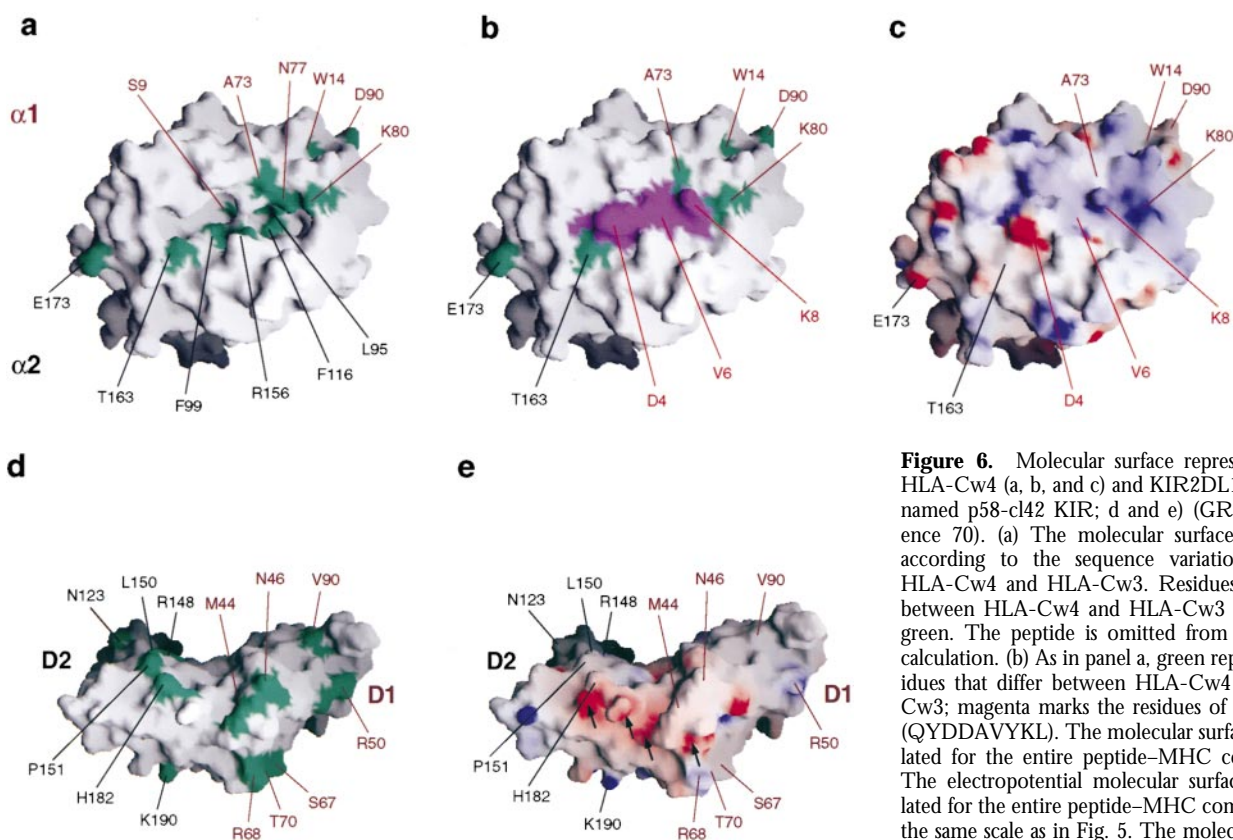 a
b
c
S9
A73
N77
W14
D90
K80
α1
E173
α2
T163
F99
R156
F116
L95
A73
W14
D90
K80
E173
T163
D4
V6
K8
A73
W14
D90
K80
E173
T163
D4
V6
K8
d
e
N123
L150
R148
M44
N46
V90
D2
P151
H182
K190
R68
T70
S67
R50
N123
L150
R148
M44
N46
V90
D2
D1
P151
H182
K190
R68
T70
S67
R50
Figure 6. Molecular surface repres
HLA-Cw4 (a, b, and c) and KIR2DL1
named p58-cl42 KIR; d and e) (GR
ence 70). (a) The molecular surface
according to the sequence variation
HLA-Cw4 and HLA-Cw3. Residues
between HLA-Cw4 and HLA-Cw3
green. The peptide is omitted from
calculation. (b) As in panel a, green rep
idues that differ between HLA-Cw4
Cw3; magenta marks the residues of
(QYDDAVYKL). The molecular surfa
lated for the entire peptide–MHC co
The electropotential molecular surfac
lated for the entire peptide–MHC com
the same scale as in Fig. 5. The molec